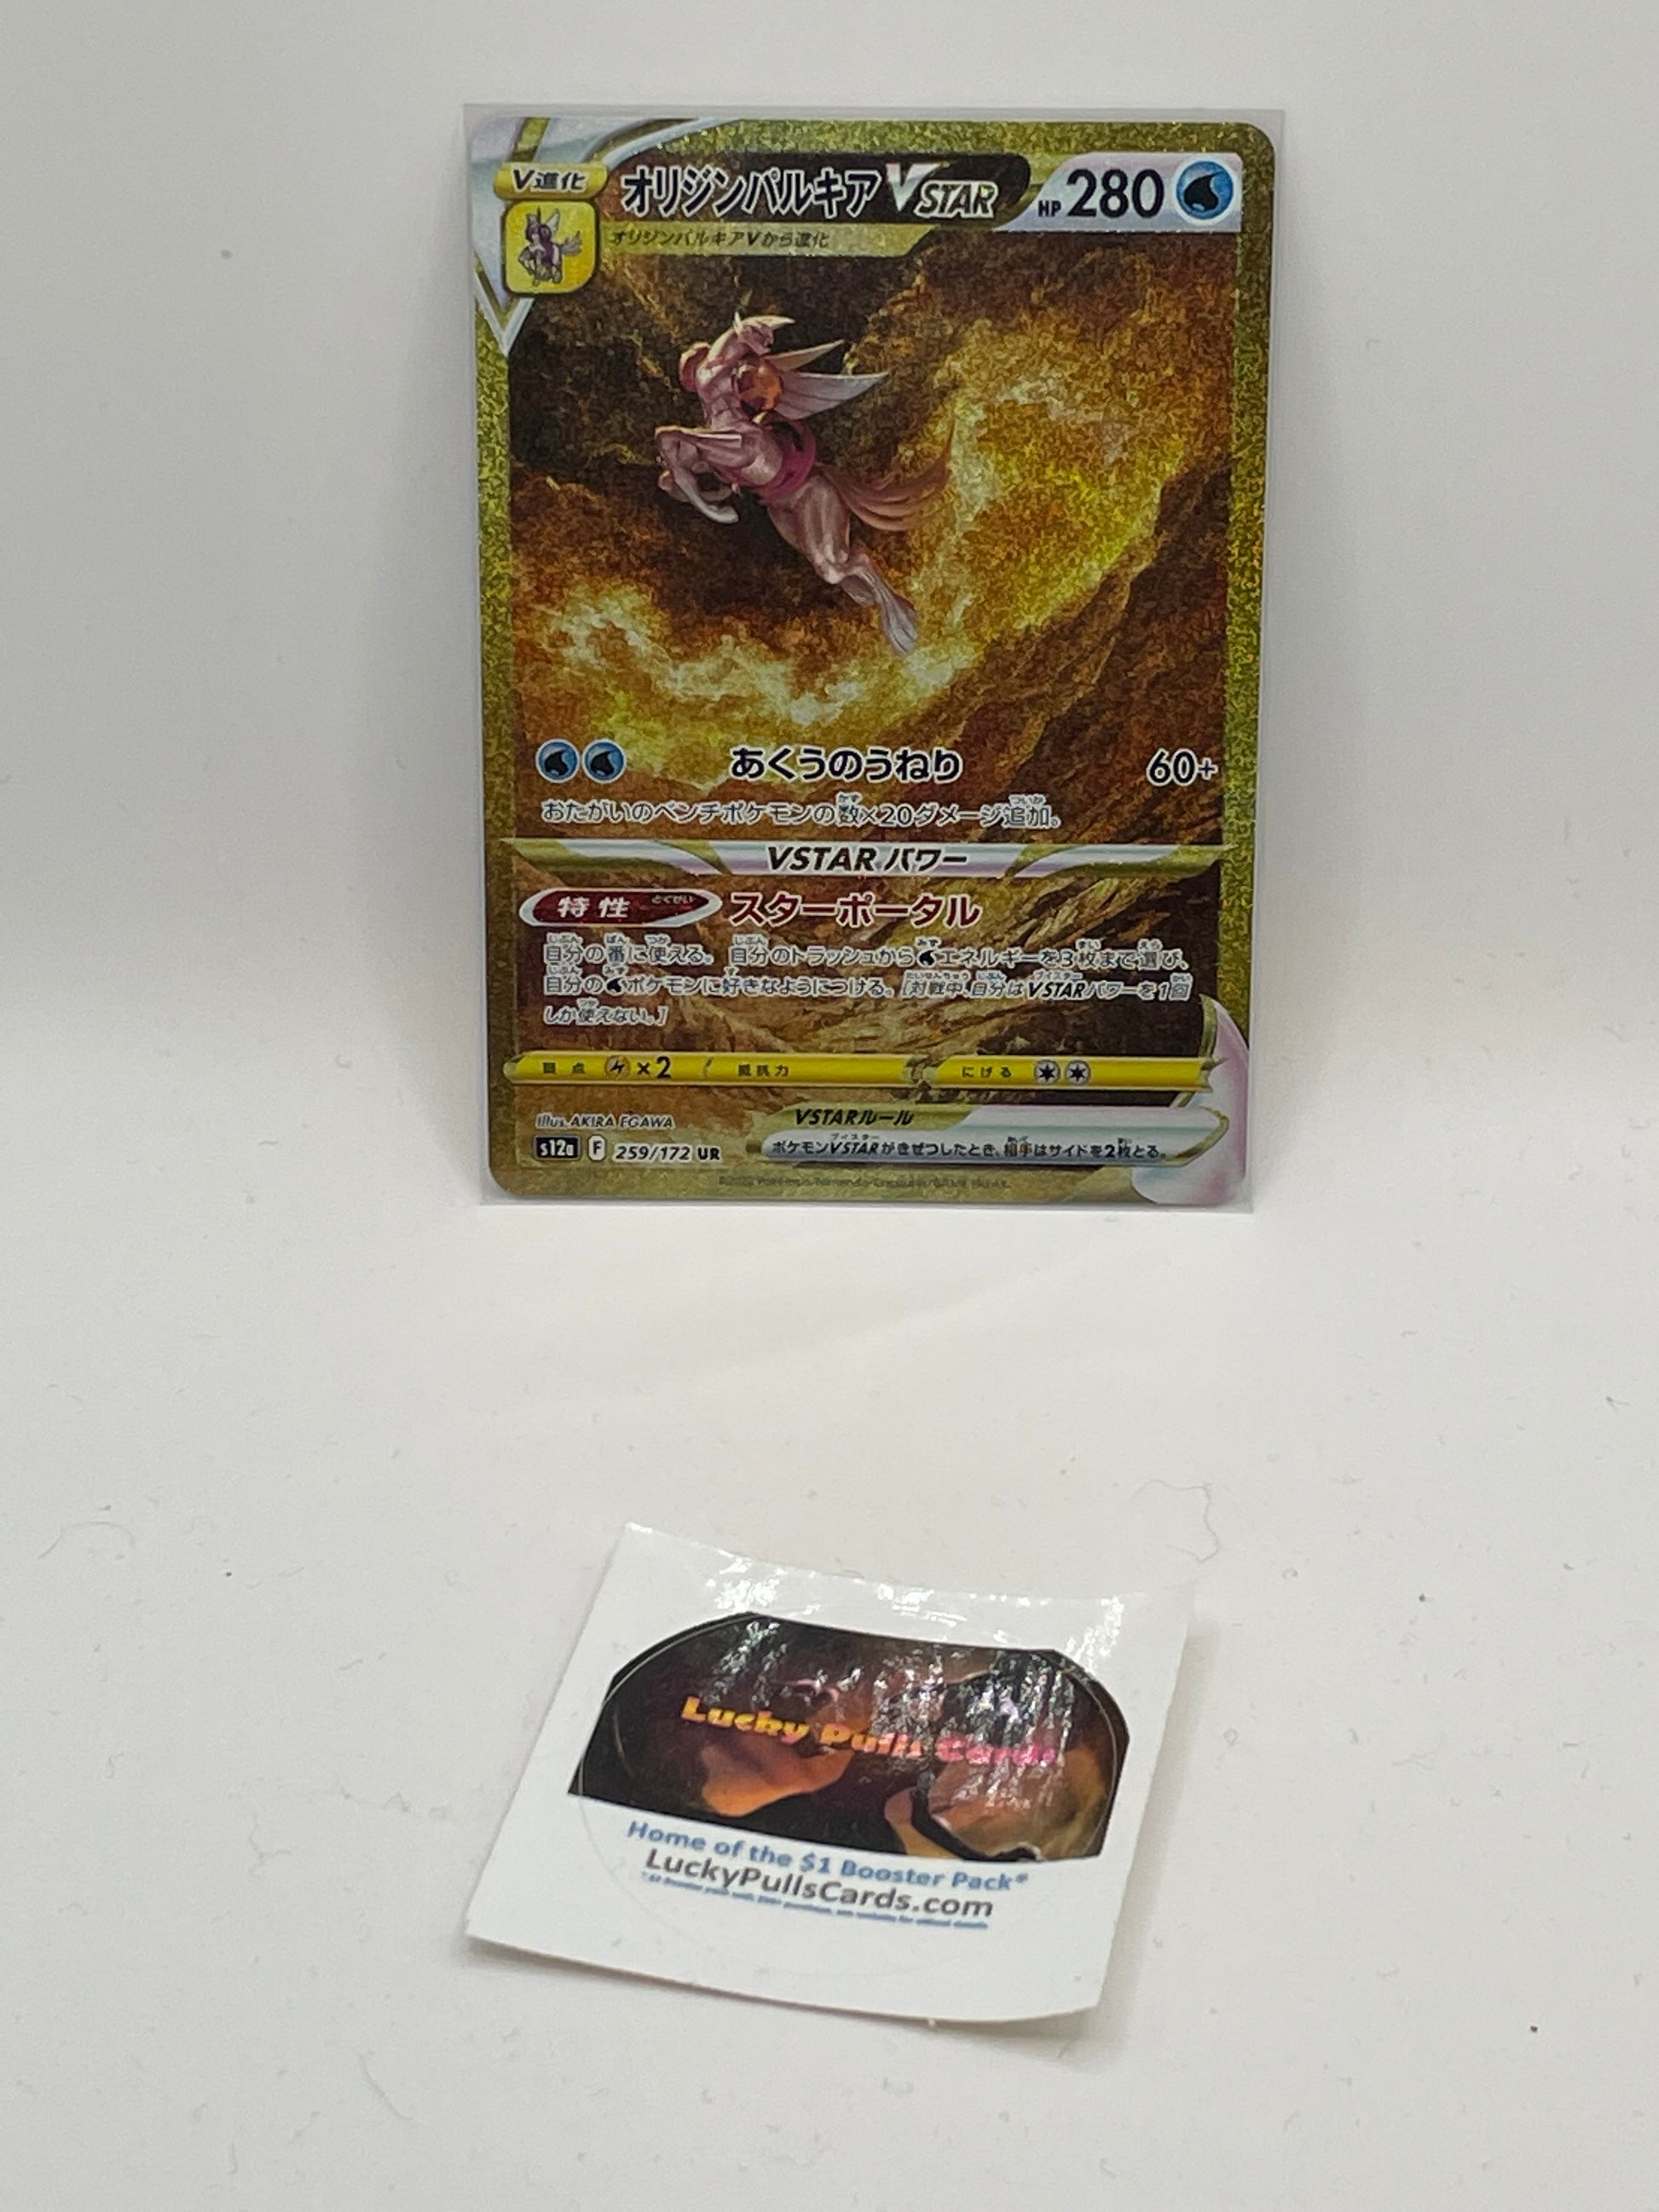 V進化
オリジンパルキア VSTAR
HP 280
オリジンパルキアVから進化
あくうのうねり 60+
おたがいのベンチポケモンの数×20ダメージ追加。
VSTARパワー
特性 スターポータル
自分の番に使える。自分のトラッシュからエネルギーを3枚まで選び、
自分のポケモンに好きなようにつける。[対戦中、自分はVSTARパワーを1回
しか使えない。]
弱点 ×2 抵抗力 にげる
Illus. AKIRA EGAWA
VSTARルール
ポケモンVSTARがきぜつしたとき、相手はサイドを2枚とる。
s12a F 259/172 UR
Lucky Pulls Cards
Home of the $1 Booster Pack*
LuckyPullsCards.com